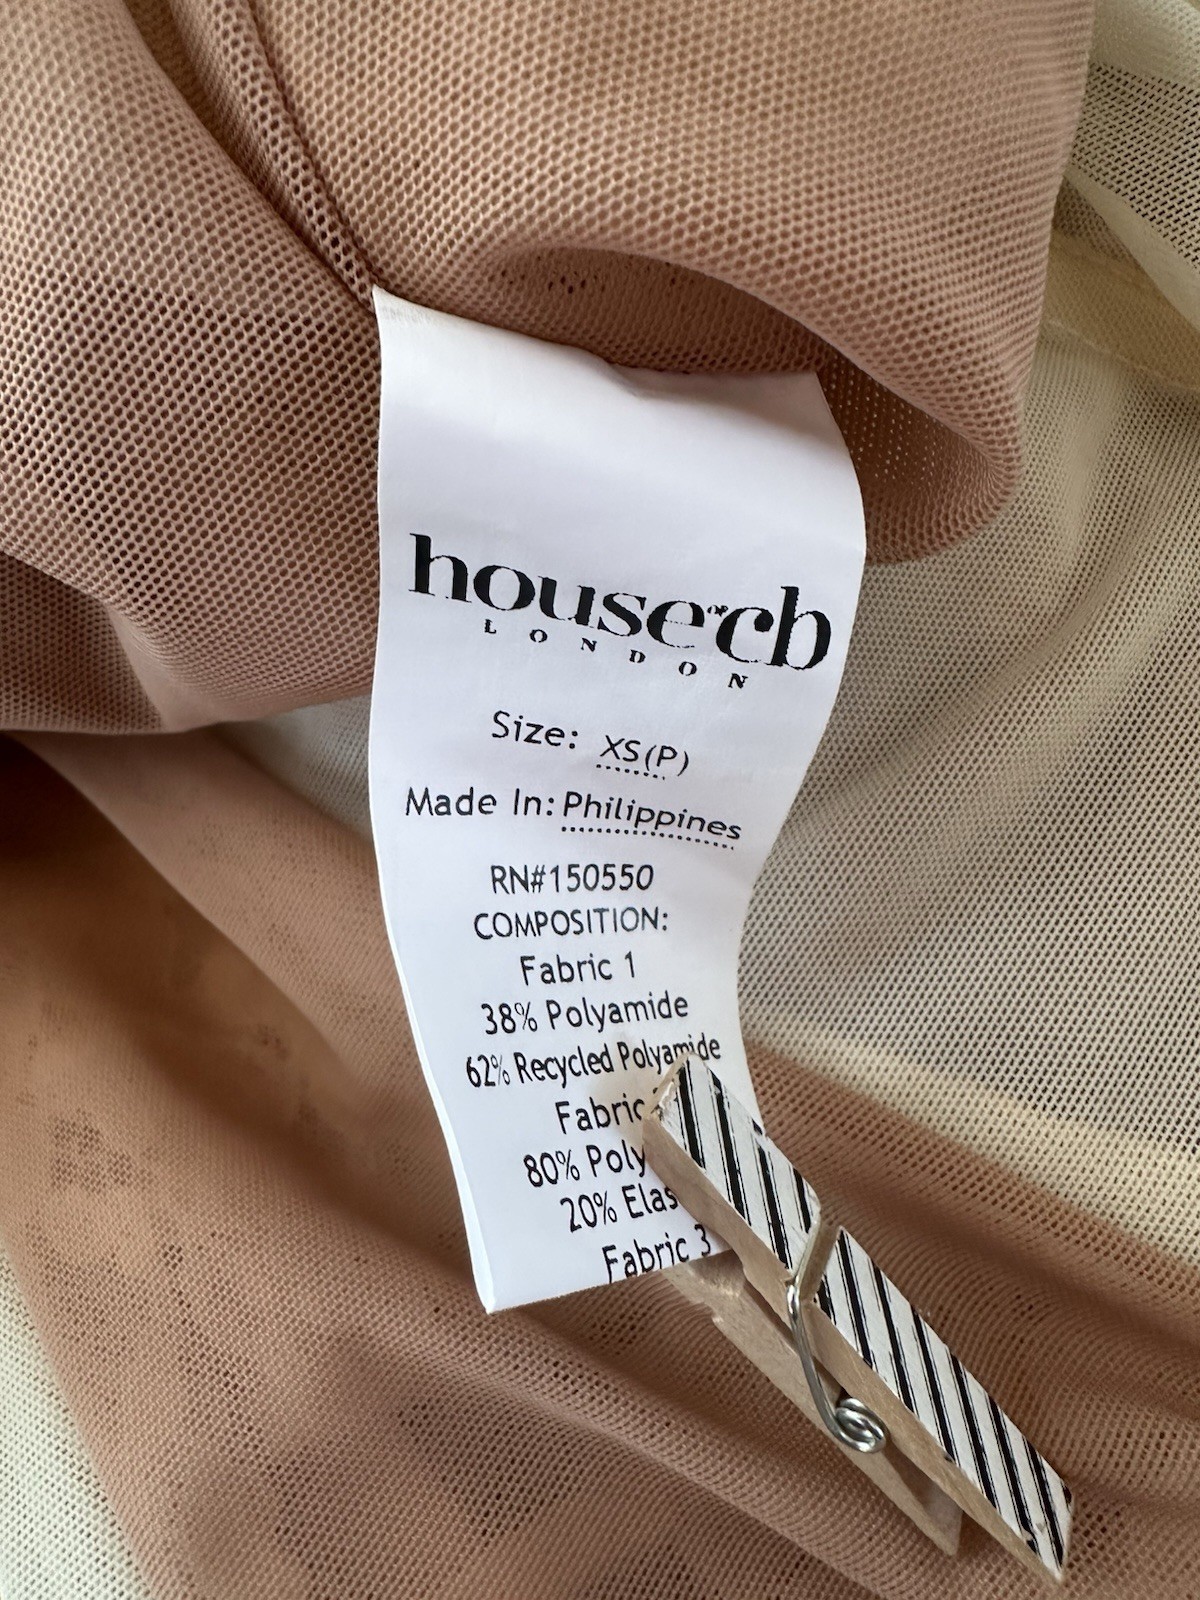 house of cb
LONDON
Size: XS(P)
Made In: Philippines
RN#150550
COMPOSITION:
Fabric 1
38% Polyamide
62% Recycled Polyamide
Fabric
80% Poly
20% Elas
Fabric 3